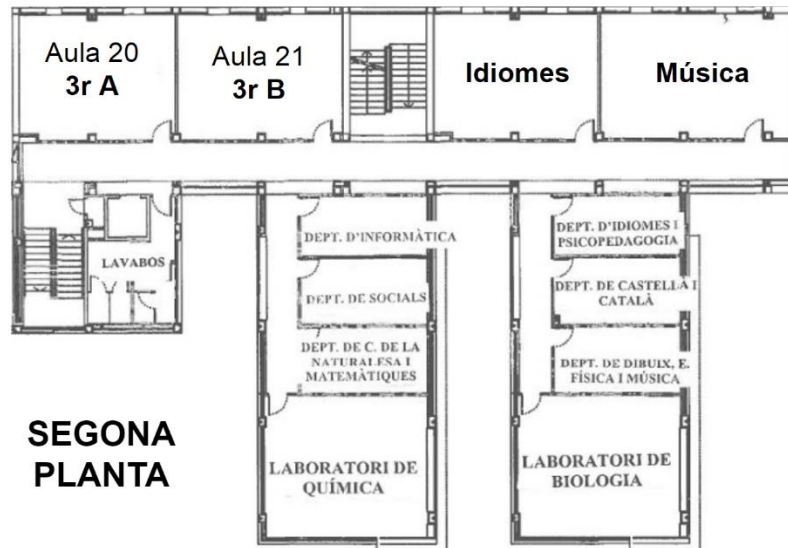 Aula 20
3r A
Aula 21
3r B
Idiomes
Música
DEPT. D'INFORMÀTICA
DEPT. D'IDIOMES I
PSICOPEDAGOGIA
LAVABOS
DEPT. DE SOCIALS
DEPT. DE CASTELLÀ I
CATALÀ
DEPT. DE C. DE LA
NATURALESA I
MATEMÀTIQUES
DEPT. DE DIBUIX, E.
FÍSICA I MÚSICA
SEGONA
PLANTA
LABORATORI DE
QUÍMICA
LABORATORI DE
BIOLOGIA